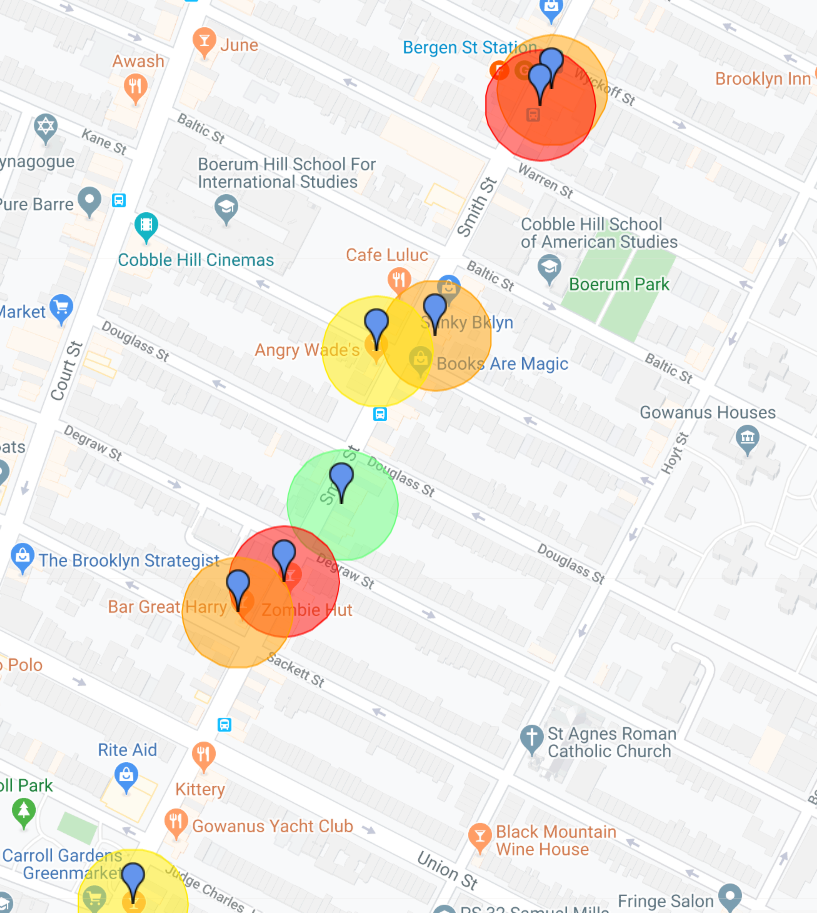 June
Bergen St Station
Awash
Wyckoff St
Brooklyn Inn
Baltic St
Kane St
ynagogue
Boerum Hill School For
International Studies
Warren St
Pure Barre
Smith St
Cobble Hill School
of American Studies
Cobble Hill Cinemas
Cafe Luluc
Baltic St
Boerum Park
Market
Douglass St
Angry Wade's
Books Are Magic
Baltic St
Court St
Gowanus Houses
Degraw St
Hoyt St
oats
Douglass St
Douglass St
The Brooklyn Strategist
Degraw St
Bar Great Harry
Zombie Hut
Polo
Sackett St
St Agnes Roman
Catholic Church
Rite Aid
oll Park
Kittery
Gowanus Yacht Club
Black Mountain
Wine House
Carroll Gardens
Greenmarket
Union St
Judge Charles
Fringe Salon
PS 32 Samuel Mills